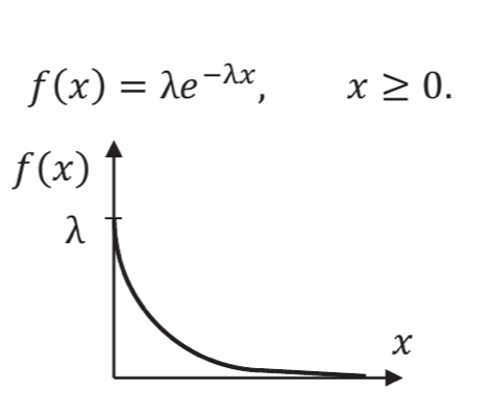 f(x) = λe^{-λx},    x ≥ 0.
f(x)
λ
x